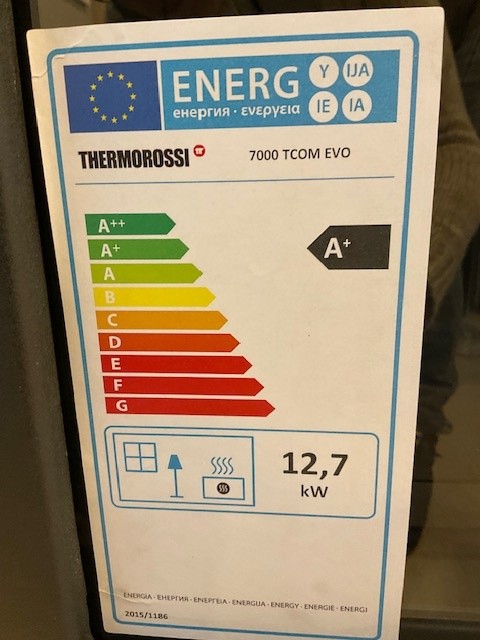 ENERG Y IJA
енергия · ενεργεια IE IA
THERMOROSSI 7000 TCOM EVO
A++
A+ A+
A
B
C
D
E
F
G
12,7
kW
ENERGIA · ЕНЕРГИЯ · ΕΝΕΡΓΕΙΑ · ENERGIJA · ENERGY · ENERGIE · ENERGI
2015/1186